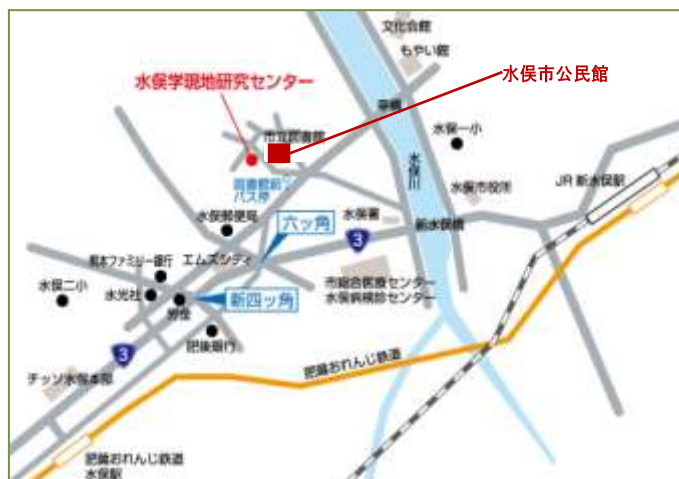 文化会館
もやい館
水俣学現地研究センター
水俣市公民館
幸橋
市立図書館
水俣一小
水俣川
図書館前
バス停
水俣市役所
JR 新水俣駅
水俣郵便局
六ッ角
水俣署
新水俣橋
3
エムズシティ
熊本ファミリー銀行
市総合医療センター
水俣病検診センター
水俣二小
水光社
新四ッ角
肥後銀行
3
チッソ水俣本部
肥薩おれんじ鉄道
肥薩おれんじ鉄道
水俣駅